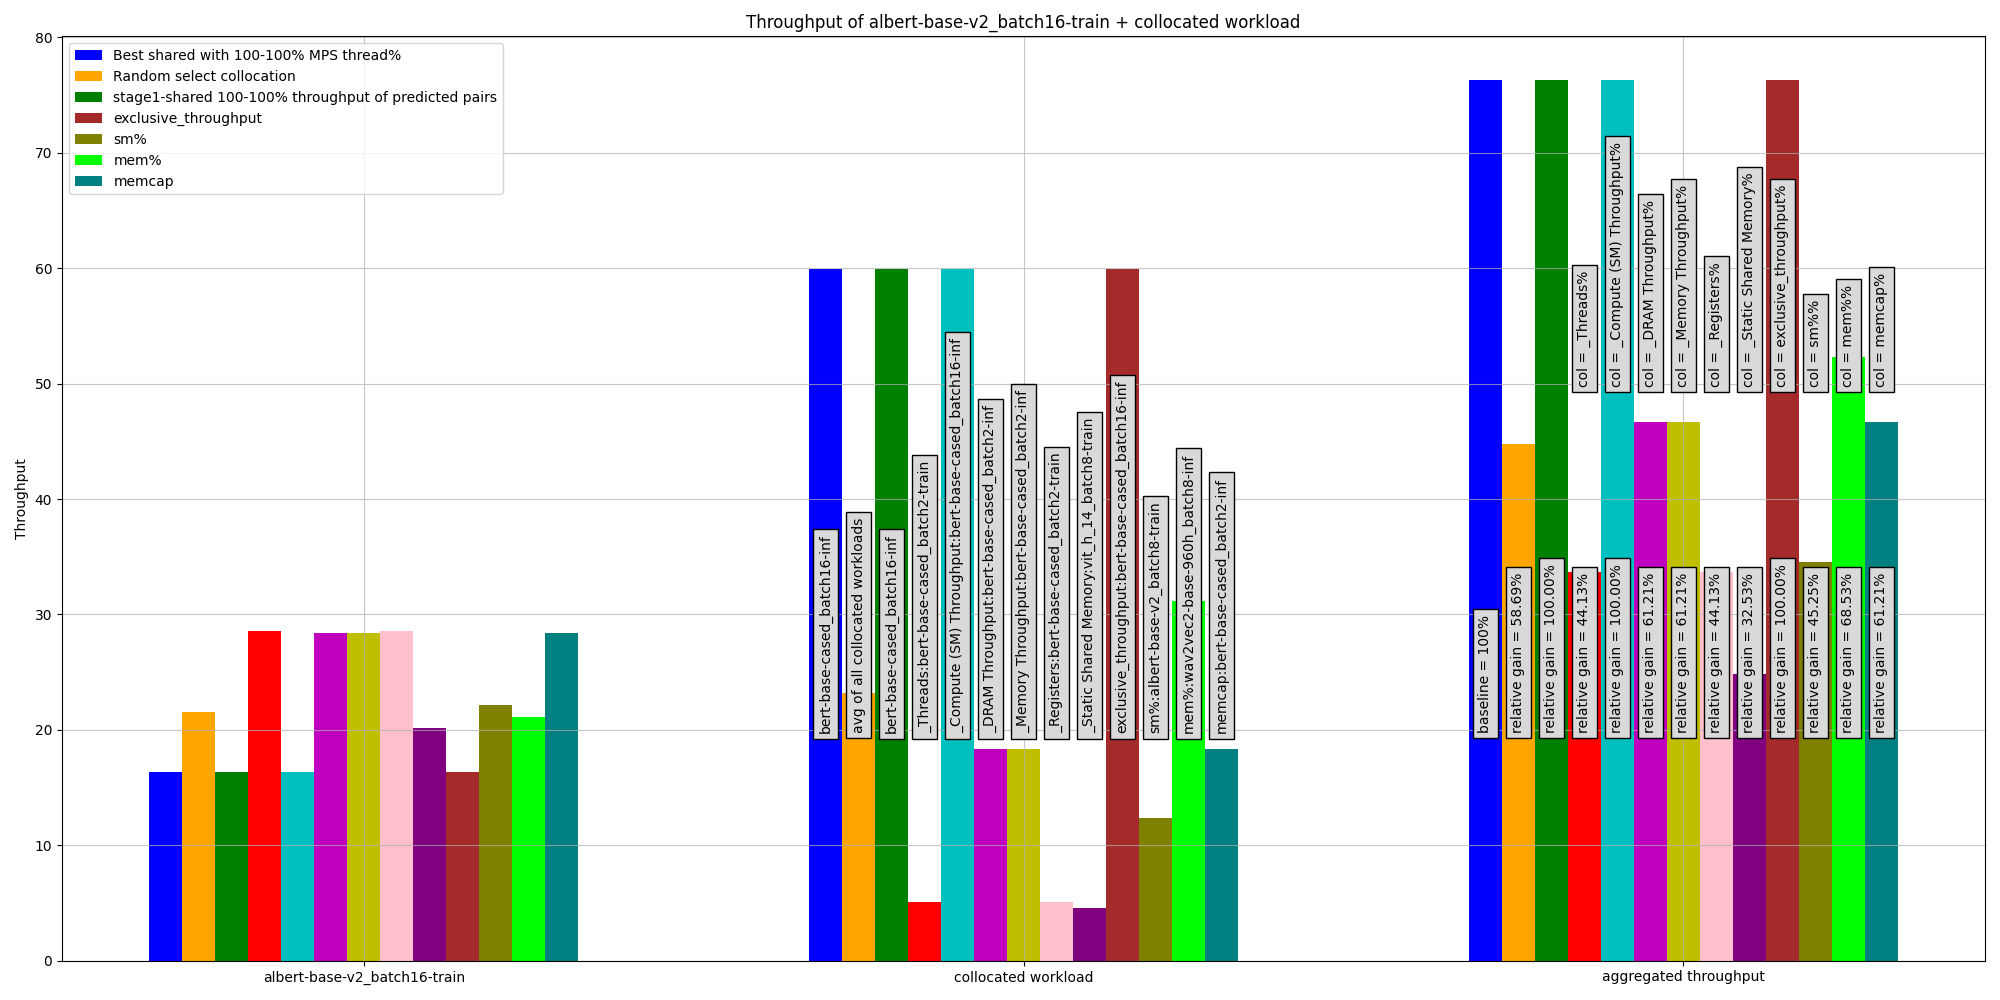 Throughput of albert-base-v2_batch16-train + collocated workload
Best shared with 100-100% MPS thread%
Random select collocation
stage1-shared 100-100% throughput of predicted pairs
exclusive_throughput
sm%
mem%
memcap
Throughput
80
70
60
50
40
30
20
10
0
bert-base-cased_batch16-inf
avg of all collocated workloads
bert-base-cased_batch16-inf
_Threads:bert-base-cased_batch2-train
_Compute (SM) Throughput:bert-base-cased_batch16-inf
_DRAM Throughput:bert-base-cased_batch2-inf
_Memory Throughput:bert-base-cased_batch2-inf
_Registers:bert-base-cased_batch2-train
_Static Shared Memory:vit_h_14_batch8-train
exclusive_throughput:bert-base-cased_batch16-inf
sm%:albert-base-v2_batch8-train
mem%:wav2vec2-base-960h_batch8-inf
memcap:bert-base-cased_batch2-inf
col = _Threads%
col = _Compute (SM) Throughput%
col = _DRAM Throughput%
col = _Memory Throughput%
col = _Registers%
col = _Static Shared Memory%
col = exclusive_throughput%
col = sm%%
col = mem%%
col = memcap%
baseline = 100%
relative gain = 58.69%
relative gain = 100.00%
relative gain = 44.13%
relative gain = 100.00%
relative gain = 61.21%
relative gain = 61.21%
relative gain = 44.13%
relative gain = 32.53%
relative gain = 100.00%
relative gain = 45.25%
relative gain = 68.53%
relative gain = 61.21%
albert-base-v2_batch16-train
collocated workload
aggregated throughput